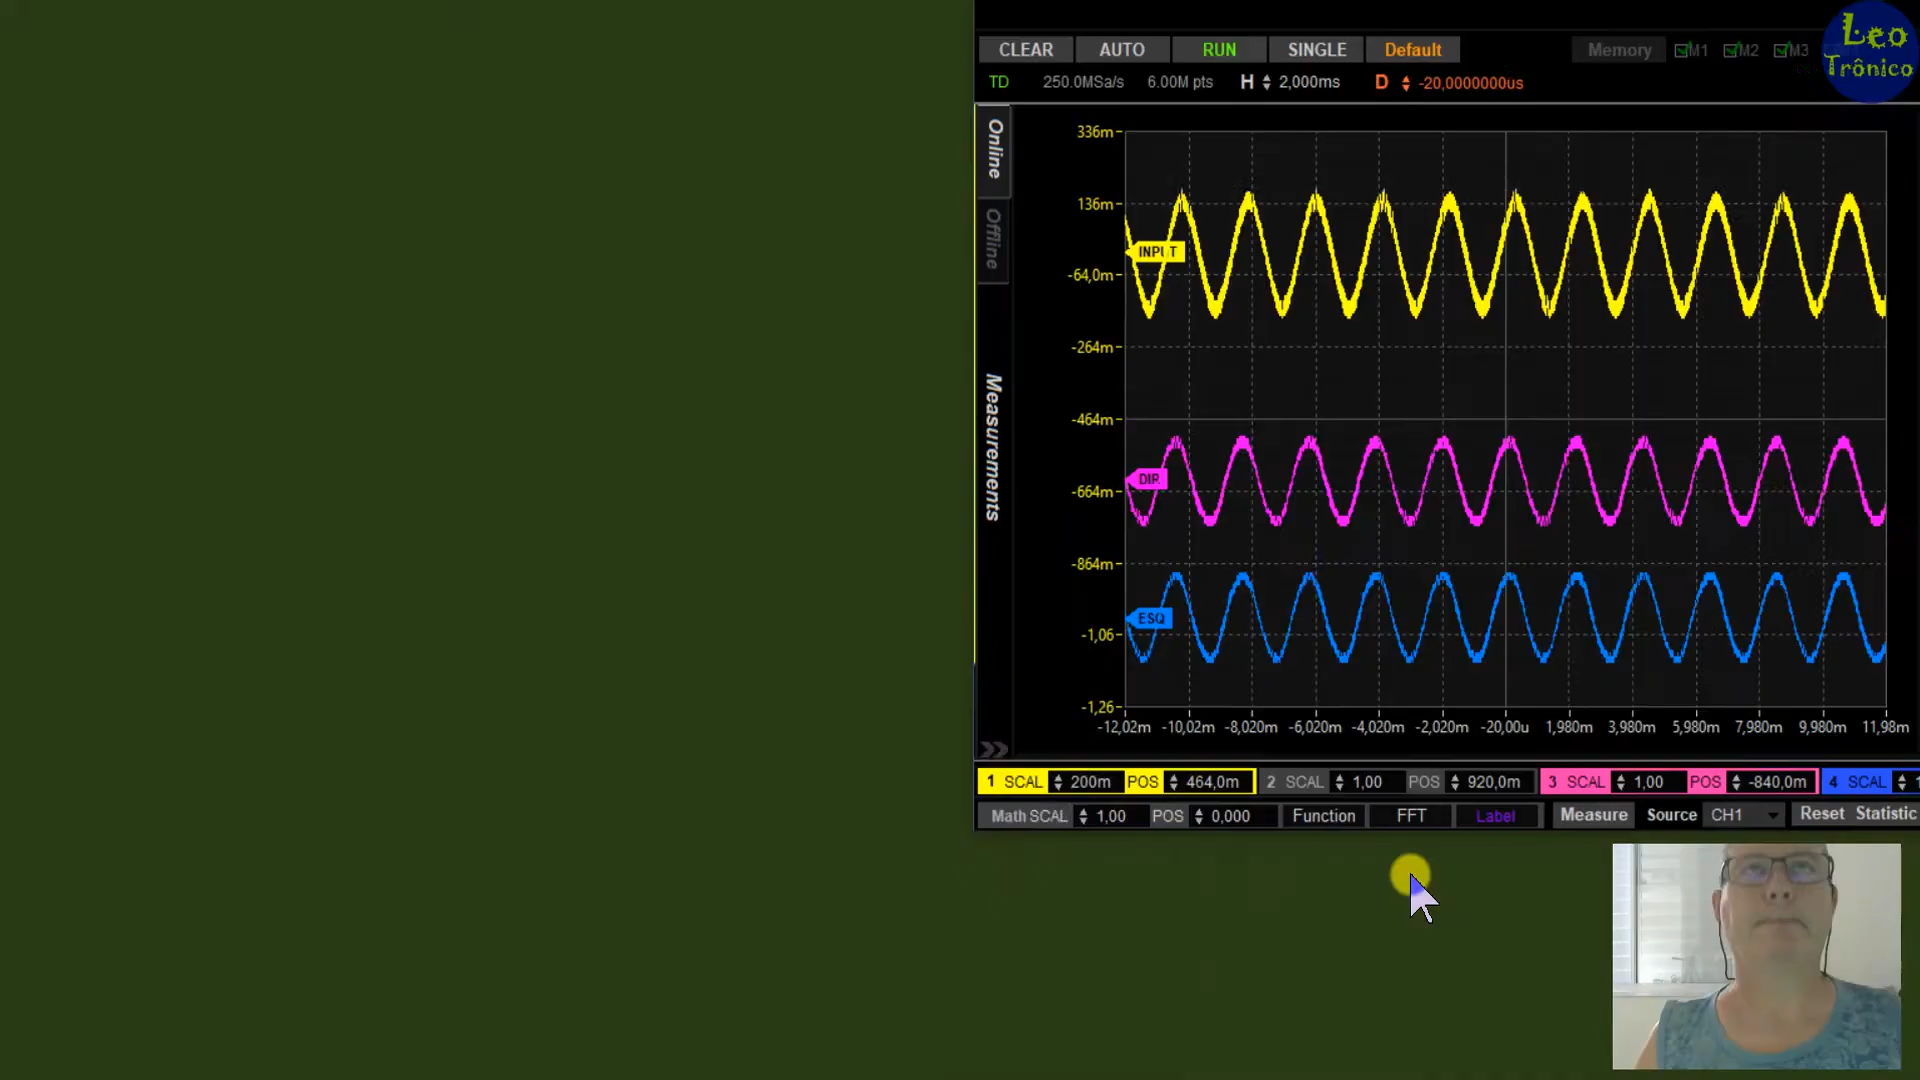 Leo
Trônico
CLEAR AUTO RUN SINGLE Default Memory M1 M2 M3
TD 250.0MSa/s 6.00M pts H 2,000ms D -20,0000000us
Online
Offline
Measurements
336m
136m
-64,0m
-264m
-464m
-664m
-864m
-1,06
-1,26
INPUT
DIR
ESQ
-12,02m -10,02m -8,020m -6,020m -4,020m -2,020m -20,00u 1,980m 3,980m 5,980m 7,980m 9,980m 11,98m
1 SCAL 200m POS 464,0m 2 SCAL 1,00 POS 920,0m 3 SCAL 1,00 POS -840,0m 4 SCAL
Math SCAL 1,00 POS 0,000 Function FFT Label Measure Source CH1 Reset Statistic